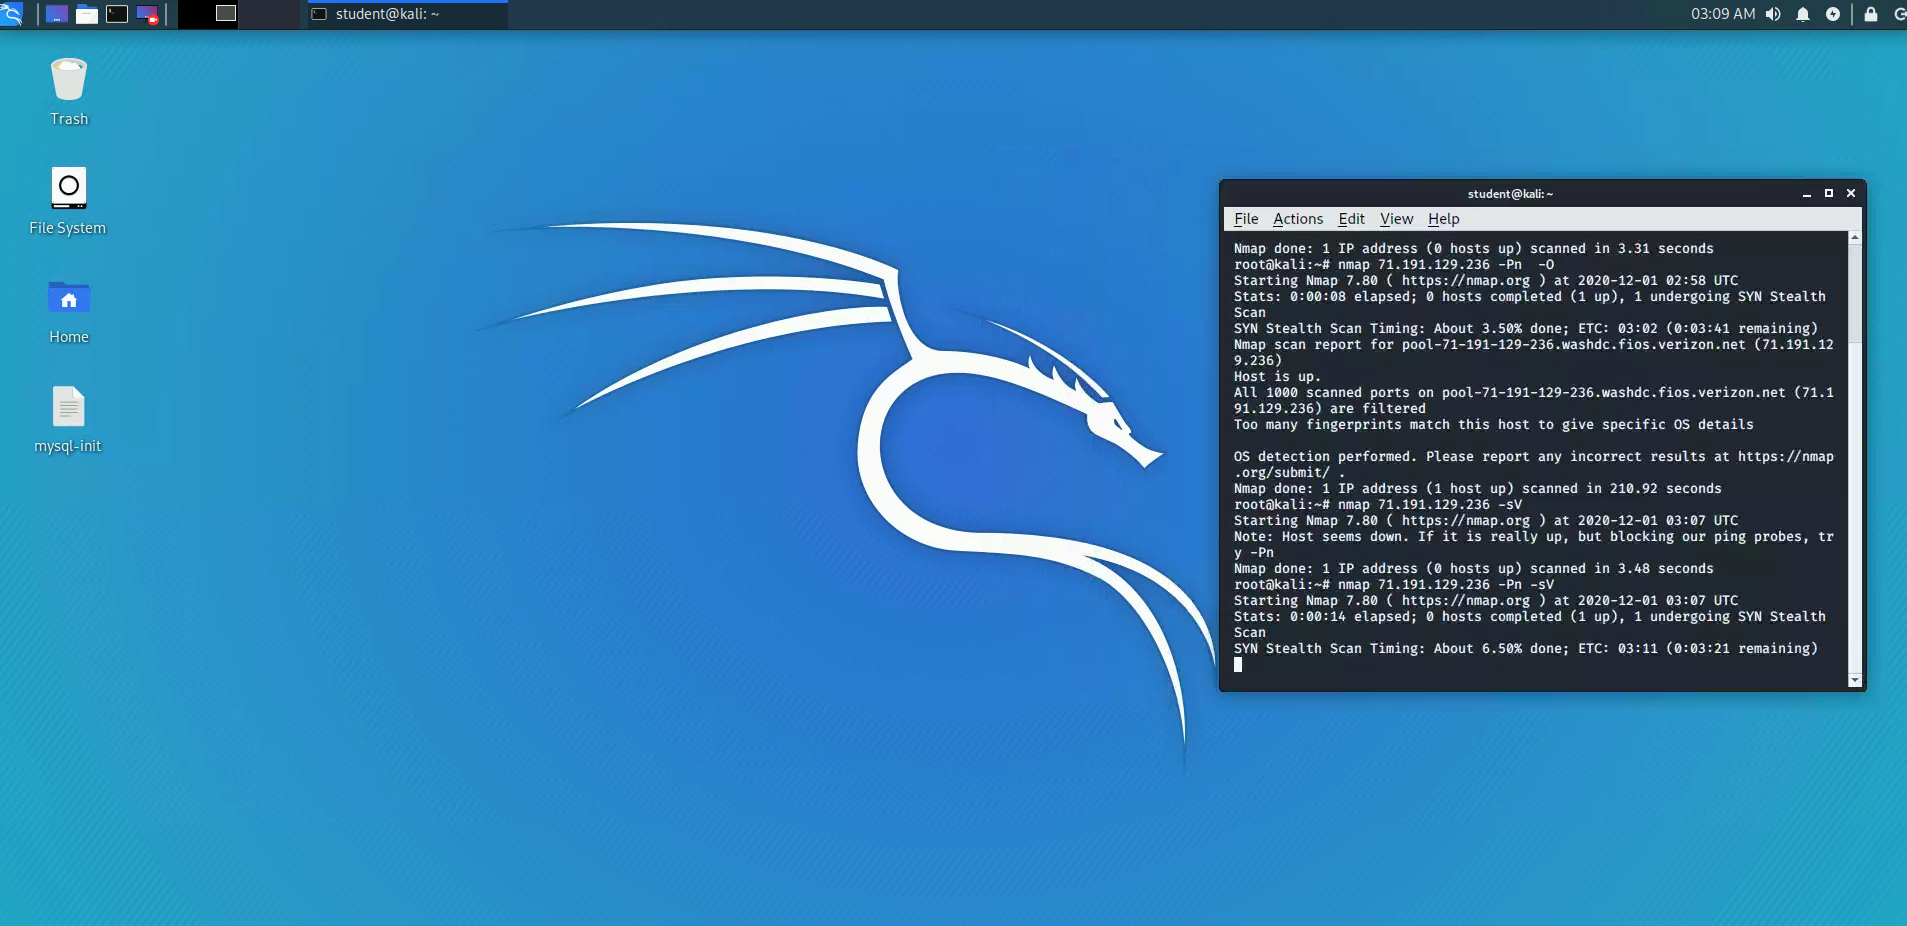 student@kali: ~
03:09 AM
Trash
File System
Home
mysql-init
student@kali: ~
File Actions Edit View Help
Nmap done: 1 IP address (0 hosts up) scanned in 3.31 seconds
root@kali:~# nmap 71.191.129.236 -Pn  -O
Starting Nmap 7.80 ( https://nmap.org ) at 2020-12-01 02:58 UTC
Stats: 0:00:08 elapsed; 0 hosts completed (1 up), 1 undergoing SYN Stealth
Scan
SYN Stealth Scan Timing: About 3.50% done; ETC: 03:02 (0:03:41 remaining)
Nmap scan report for pool-71-191-129-236.washdc.fios.verizon.net (71.191.12
9.236)
Host is up.
All 1000 scanned ports on pool-71-191-129-236.washdc.fios.verizon.net (71.1
91.129.236) are filtered
Too many fingerprints match this host to give specific OS details
OS detection performed. Please report any incorrect results at https://nmap
.org/submit/ .
Nmap done: 1 IP address (1 host up) scanned in 210.92 seconds
root@kali:~# nmap 71.191.129.236 -sV
Starting Nmap 7.80 ( https://nmap.org ) at 2020-12-01 03:07 UTC
Note: Host seems down. If it is really up, but blocking our ping probes, tr
y -Pn
Nmap done: 1 IP address (0 hosts up) scanned in 3.48 seconds
root@kali:~# nmap 71.191.129.236 -Pn -sV
Starting Nmap 7.80 ( https://nmap.org ) at 2020-12-01 03:07 UTC
Stats: 0:00:14 elapsed; 0 hosts completed (1 up), 1 undergoing SYN Stealth
Scan
SYN Stealth Scan Timing: About 6.50% done; ETC: 03:11 (0:03:21 remaining)